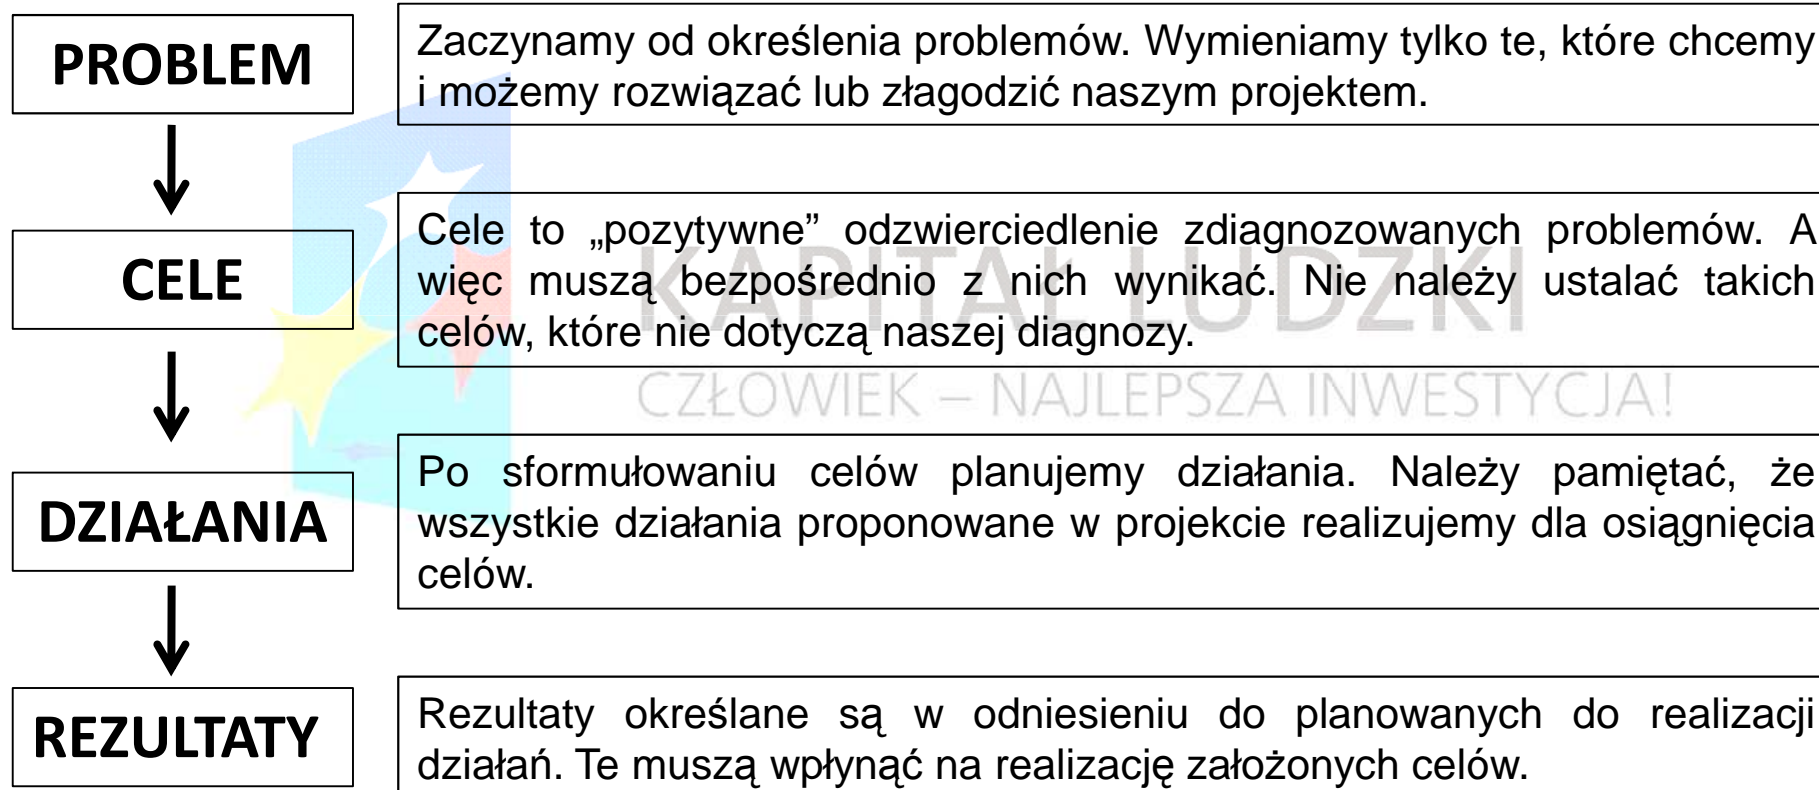 PROBLEM
Zaczynamy od określenia problemów. Wymieniamy tylko te, które chcemy
i możemy rozwiązać lub złagodzić naszym projektem.
CELE
Cele to „pozytywne” odzwierciedlenie zdiagnozowanych problemów. A
więc muszą bezpośrednio z nich wynikać. Nie należy ustalać takich
celów, które nie dotyczą naszej diagnozy.
KAPITAŁ LUDZKI
CZŁOWIEK – NAJLEPSZA INWESTYCJA!
DZIAŁANIA
Po sformułowaniu celów planujemy działania. Należy pamiętać, że
wszystkie działania proponowane w projekcie realizujemy dla osiągnięcia
celów.
REZULTATY
Rezultaty określane są w odniesieniu do planowanych do realizacji
działań. Te muszą wpłynąć na realizację założonych celów.